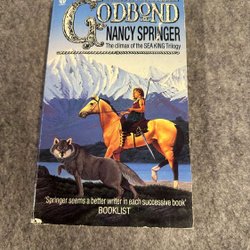 GODBOND
NANCY SPRINGER
The climax of the SEA KING Trilogy
'Springer seems a better writer in each successive book'
BOOKLIST